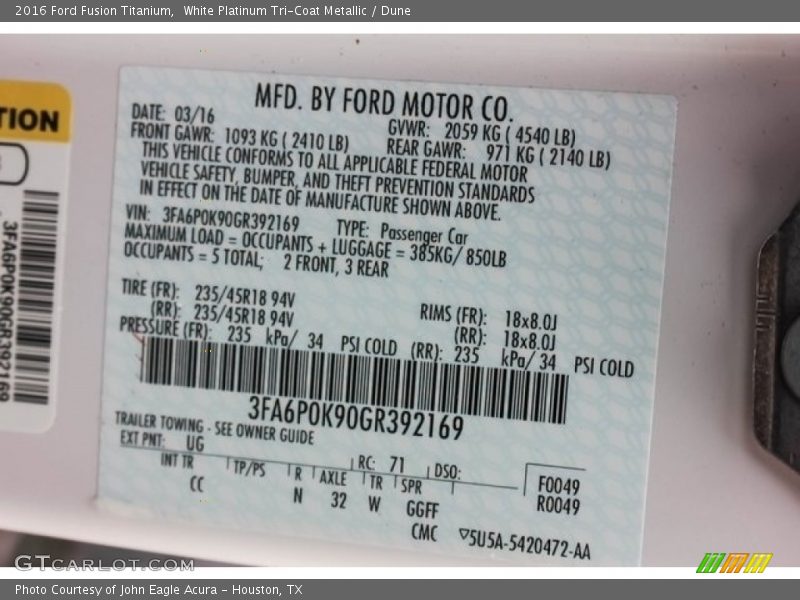 2016 Ford Fusion Titanium,  White Platinum Tri-Coat Metallic / Dune
TION
3FA6P0K90GR392169
MFD. BY FORD MOTOR CO.
DATE: 03/16 GVWR: 2059 KG ( 4540 LB)
FRONT GAWR: 1093 KG ( 2410 LB) REAR GAWR: 971 KG ( 2140 LB)
THIS VEHICLE CONFORMS TO ALL APPLICABLE FEDERAL MOTOR
VEHICLE SAFETY, BUMPER, AND THEFT PREVENTION STANDARDS
IN EFFECT ON THE DATE OF MANUFACTURE SHOWN ABOVE.
VIN: 3FA6P0K90GR392169 TYPE: Passenger Car
MAXIMUM LOAD = OCCUPANTS + LUGGAGE = 385KG/ 850LB
OCCUPANTS = 5 TOTAL; 2 FRONT, 3 REAR
TIRE (FR): 235/45R18 94V RIMS (FR): 18x8.0J
(RR): 235/45R18 94V (RR): 18x8.0J
PRESSURE (FR): 235 kPa/ 34 PSI COLD (RR): 235 kPa/ 34 PSI COLD
3FA6P0K90GR392169
TRAILER TOWING - SEE OWNER GUIDE
EXT PNT: UG RC: 71 DSO: F0049
INT TR TP/PS R AXLE TR SPR R0049
CC N 32 W GGFF
CMC ▽5U5A-5420472-AA
GTCARLOT.COM
Photo Courtesy of John Eagle Acura - Houston, TX